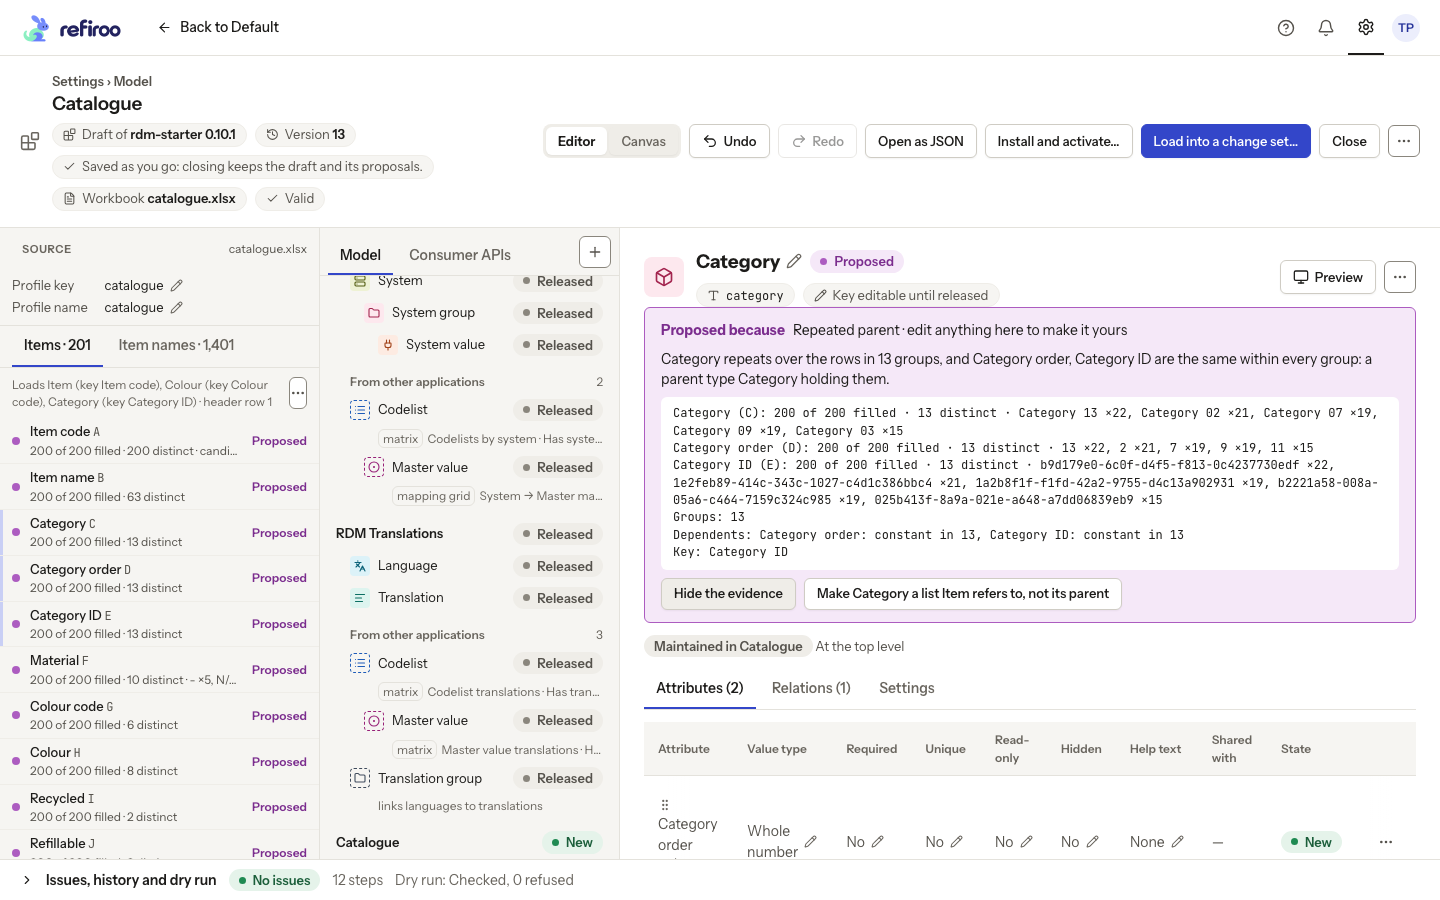 refiroo
Back to Default
TP
Settings › Model
Catalogue
Draft of rdm-starter 0.10.1
Version 13
Saved as you go: closing keeps the draft and its proposals.
Workbook catalogue.xlsx
Valid
Editor
Canvas
Undo
Redo
Open as JSON
Install and activate...
Load into a change set...
Close
SOURCE
catalogue.xlsx
Profile key catalogue
Profile name catalogue
Items · 201
Item names · 1,401
Loads Item (key Item code), Colour (key Colour
code), Category (key Category ID) · header row 1
Item code A
200 of 200 filled · 200 distinct · candi...
Proposed
Item name B
200 of 200 filled · 63 distinct
Proposed
Category C
200 of 200 filled · 13 distinct
Proposed
Category order D
200 of 200 filled · 13 distinct
Proposed
Category ID E
200 of 200 filled · 13 distinct
Proposed
Material F
200 of 200 filled · 10 distinct · - ×5, N/...
Proposed
Colour code G
200 of 200 filled · 6 distinct
Proposed
Colour H
200 of 200 filled · 8 distinct
Proposed
Recycled I
200 of 200 filled · 2 distinct
Proposed
Refillable J
Proposed
Model
Consumer APIs
System Released
System group Released
System value Released
From other applications 2
Codelist Released
matrix Codelists by system · Has syste...
Master value Released
mapping grid System → Master ma...
RDM Translations Released
Language Released
Translation Released
From other applications 3
Codelist Released
matrix Codelist translations · Has tran...
Master value Released
matrix Master value translations · H...
Translation group Released
links languages to translations
Catalogue New
Category
Proposed
category
Key editable until released
Preview
Proposed because Repeated parent · edit anything here to make it yours
Category repeats over the rows in 13 groups, and Category order, Category ID are the same within every group: a
parent type Category holding them.
Category (C): 200 of 200 filled · 13 distinct · Category 13 ×22, Category 02 ×21, Category 07 ×19,
Category 09 ×19, Category 03 ×15
Category order (D): 200 of 200 filled · 13 distinct · 13 ×22, 2 ×21, 7 ×19, 9 ×19, 11 ×15
Category ID (E): 200 of 200 filled · 13 distinct · b9d179e0-6c0f-d4f5-f813-0c4237730edf ×22,
1e2feb89-414c-343c-1027-c4d1c386bbc4 ×21, 1a2b8f1f-f1fd-42a2-9755-d4c13a902931 ×19, b2221a58-008a-
05a6-c464-7159c324c985 ×19, 025b413f-8a9a-021e-a648-a7dd06839eb9 ×15
Groups: 13
Dependents: Category order: constant in 13, Category ID: constant in 13
Key: Category ID
Hide the evidence
Make Category a list Item refers to, not its parent
Maintained in Catalogue At the top level
Attributes (2)
Relations (1)
Settings
Attribute
Value type
Required
Unique
Read-
only
Hidden
Help text
Shared
with
State
Category
order
Whole
number
No
No
No
No
None
—
New
Issues, history and dry run
No issues
12 steps
Dry run: Checked, 0 refused